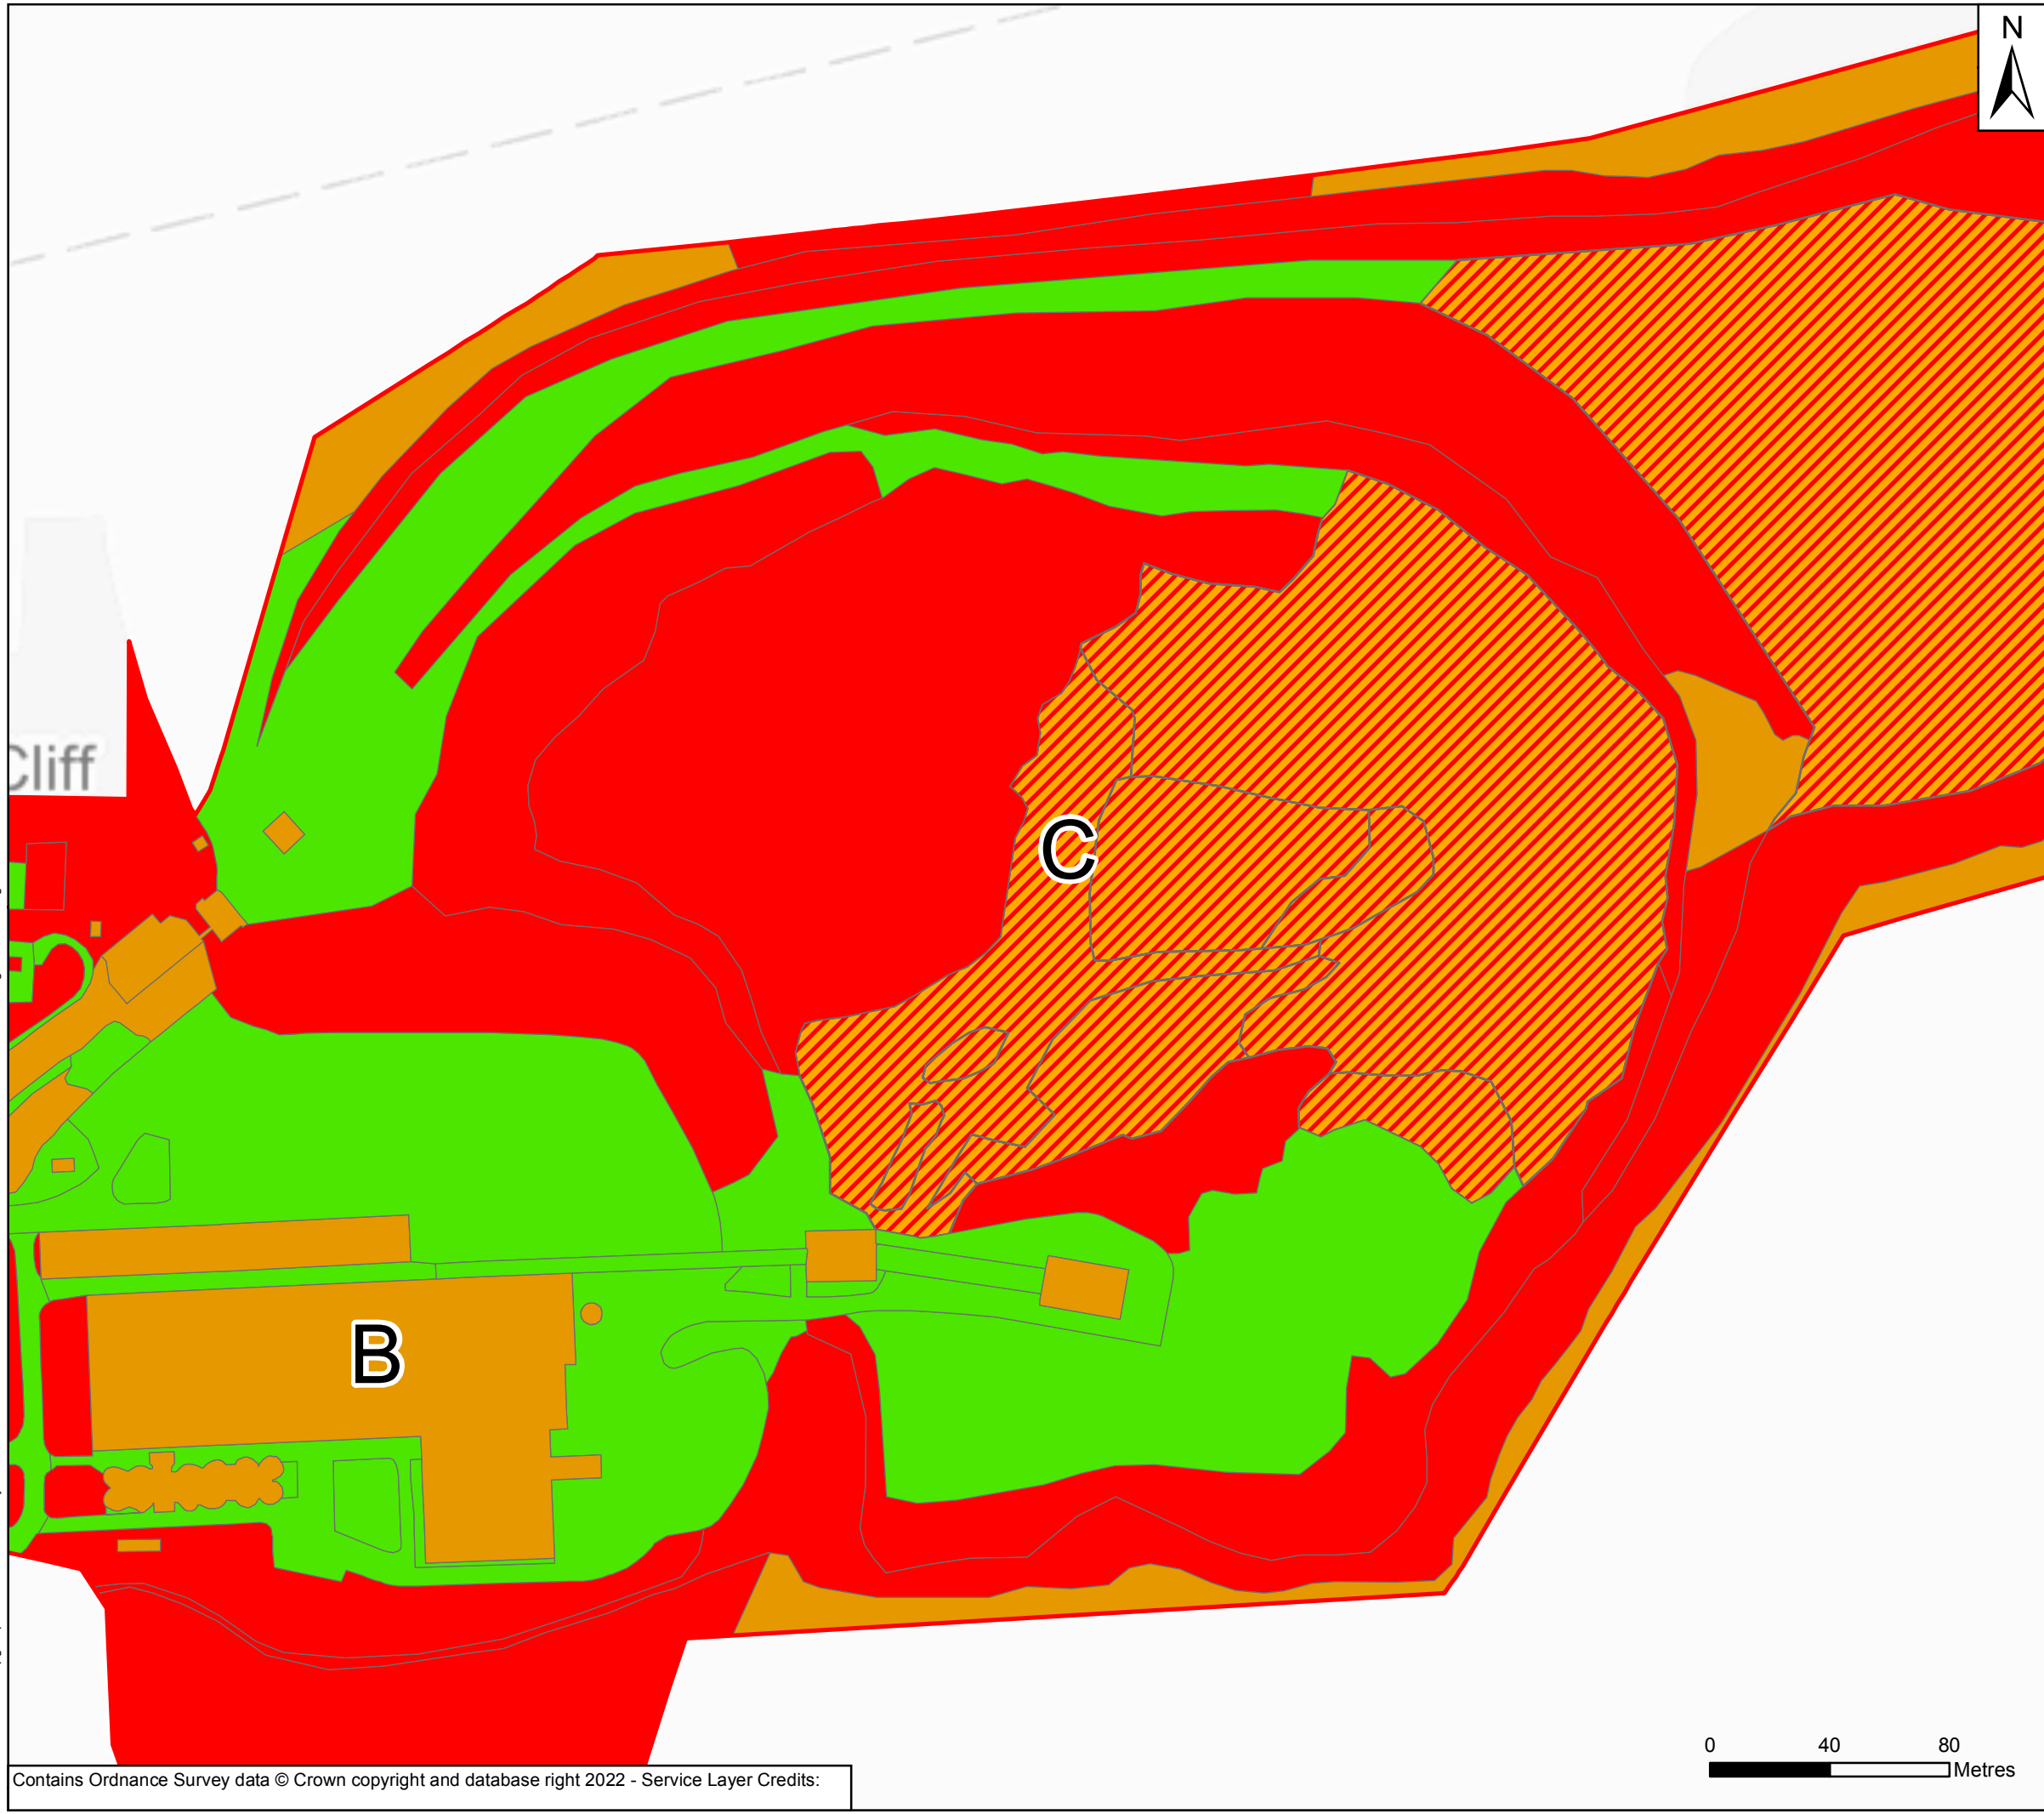 N
Cliff
C
B
0 40 80
Metres
Contains Ordnance Survey data © Crown copyright and database right 2022 - Service Layer Credits: